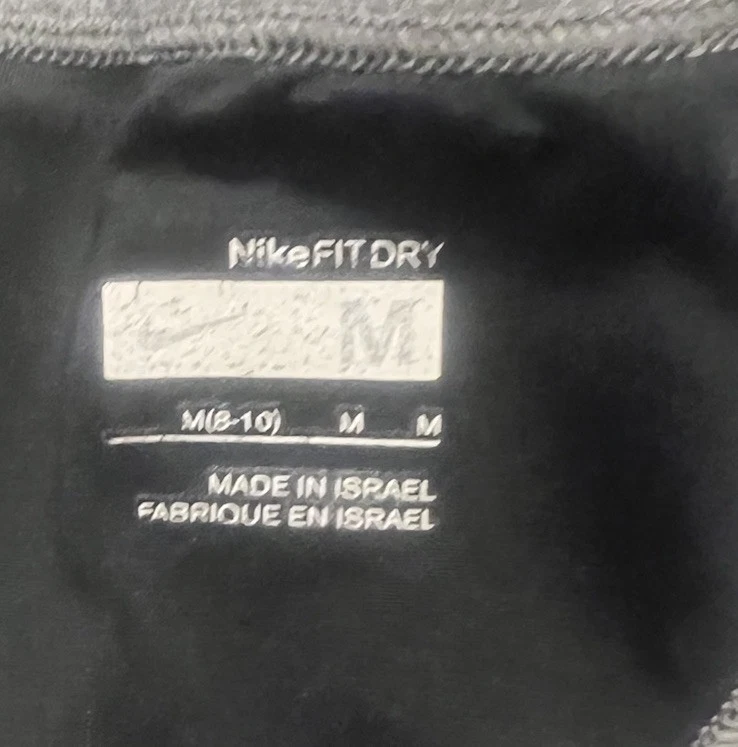 NikeFIT DRY
M
M(8-10) M M
MADE IN ISRAEL
FABRIQUE EN ISRAEL